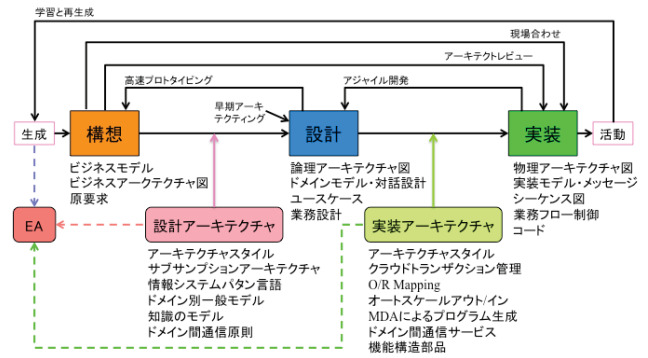 学習と再生成
現場合わせ
アーキテクトレビュー
高速プロトタイピング
アジャイル開発
早期アーキ
テクティング
生成
構想
設計
実装
活動
ビジネスモデル
ビジネスアークテクチャ図
原要求
論理アーキテクチャ図
ドメインモデル・対話設計
ユースケース
業務設計
物理アーキテクチャ図
実装モデル・メッセージ
シーケンス図
業務フロー制御
コード
EA
設計アーキテクチャ
実装アーキテクチャ
アーキテクチャスタイル
サブサンプションアーキテクチャ
情報システムパタン言語
ドメイン別一般モデル
知識のモデル
ドメイン間通信原則
アーキテクチャスタイル
クラウドトランザクション管理
O/R Mapping
オートスケールアウト/イン
MDAによるプログラム生成
ドメイン間通信サービス
機能構造部品